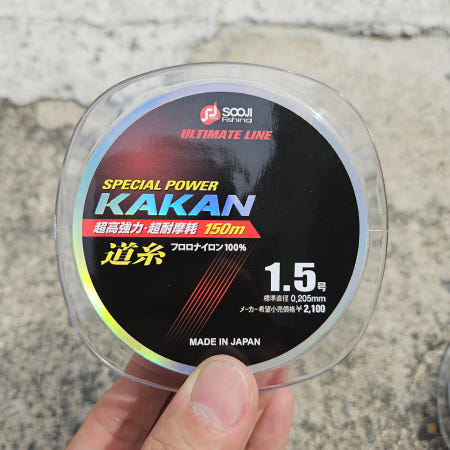 SOOJI
Fishing
ULTIMATE LINE
SPECIAL POWER
KAKAN
超高強力・超耐摩耗 150m
道糸 フロロナイロン100%
1.5号
標準直径 0,205mm
メーカー希望小売価格¥2,100
MADE IN JAPAN